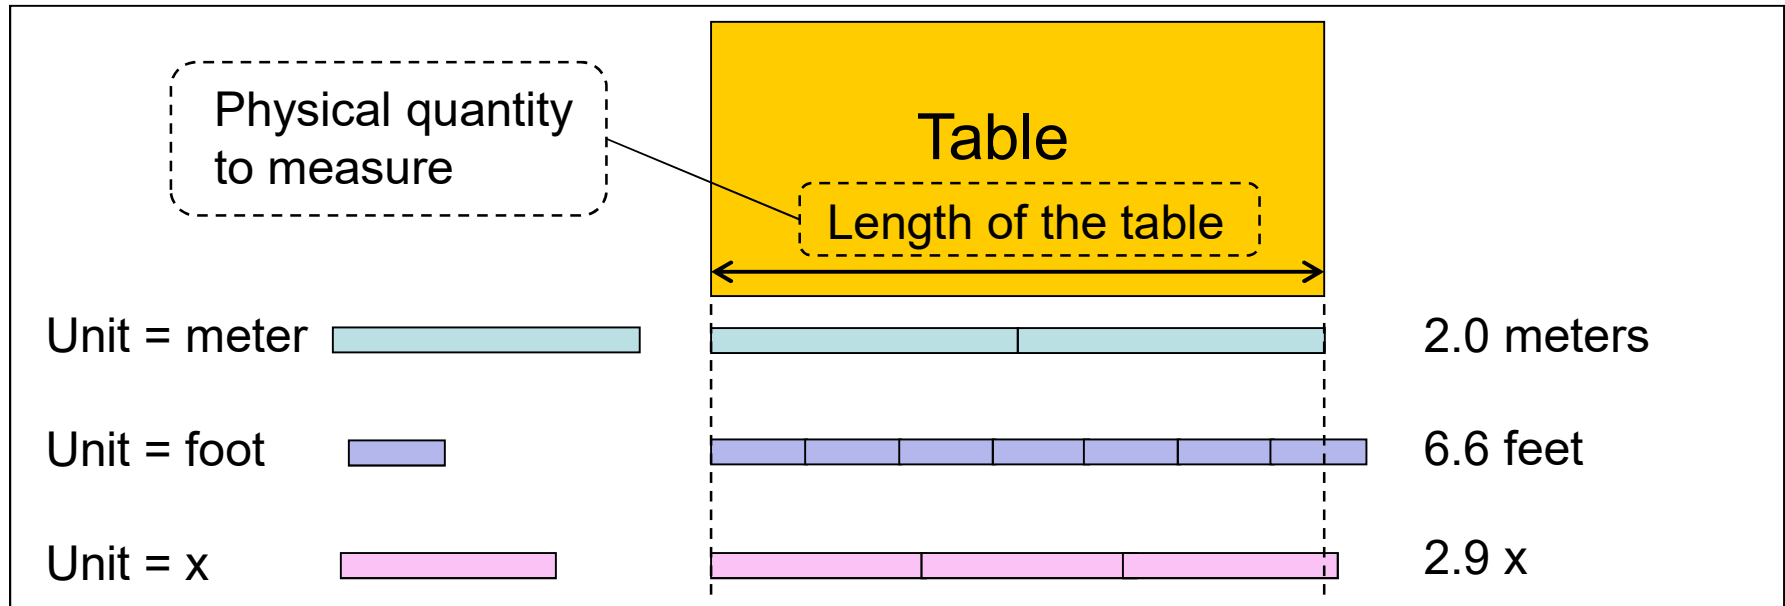 Physical quantity
to measure
Table
Length of the table
Unit = meter
2.0 meters
Unit = foot
6.6 feet
Unit = x
2.9 x